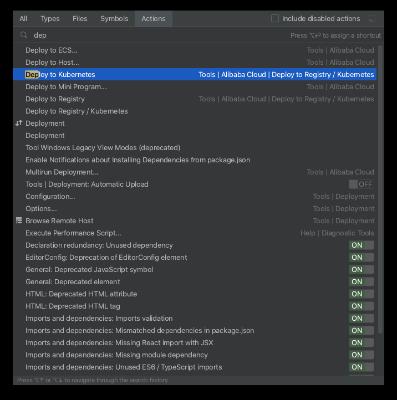 All Types Files Symbols Actions Include disabled actions
dep Press ⌥⏎ to assign a shortcut
Deploy to ECS...
Deploy to Host... Tools | Alibaba Cloud
Deploy to Kubernetes Tools | Alibaba Cloud | Deploy to Registry / Kubernetes
Deploy to Mini Program... Tools | Alibaba Cloud
Deploy to Registry Tools | Alibaba Cloud | Deploy to Registry / Kubernetes
Deploy to Registry / Kubernetes
Deployment
Deployment
Tool Windows Legacy View Modes (deprecated)
Enable Notifications about Installing Dependencies from package.json
Multirun Deployment... Tools | Alibaba Cloud
Tools | Deployment: Automatic Upload OFF
Configuration... Tools | Deployment
Options... Tools | Deployment
Browse Remote Host Tools | Deployment
Execute Performance Script... Help | Diagnostic Tools
Declaration redundancy: Unused dependency ON
EditorConfig: Deprecation of EditorConfig element ON
General: Deprecated JavaScript symbol ON
General: Deprecated element ON
HTML: Deprecated HTML attribute ON
HTML: Deprecated HTML tag ON
Imports and dependencies: Imports validation ON
Imports and dependencies: Mismatched dependencies in package.json ON
Imports and dependencies: Missing React import with JSX ON
Imports and dependencies: Missing module dependency ON
Imports and dependencies: Unused ES6 / TypeScript imports ON
Press ⌥⇡ or ⌥⇣ to navigate through the search history